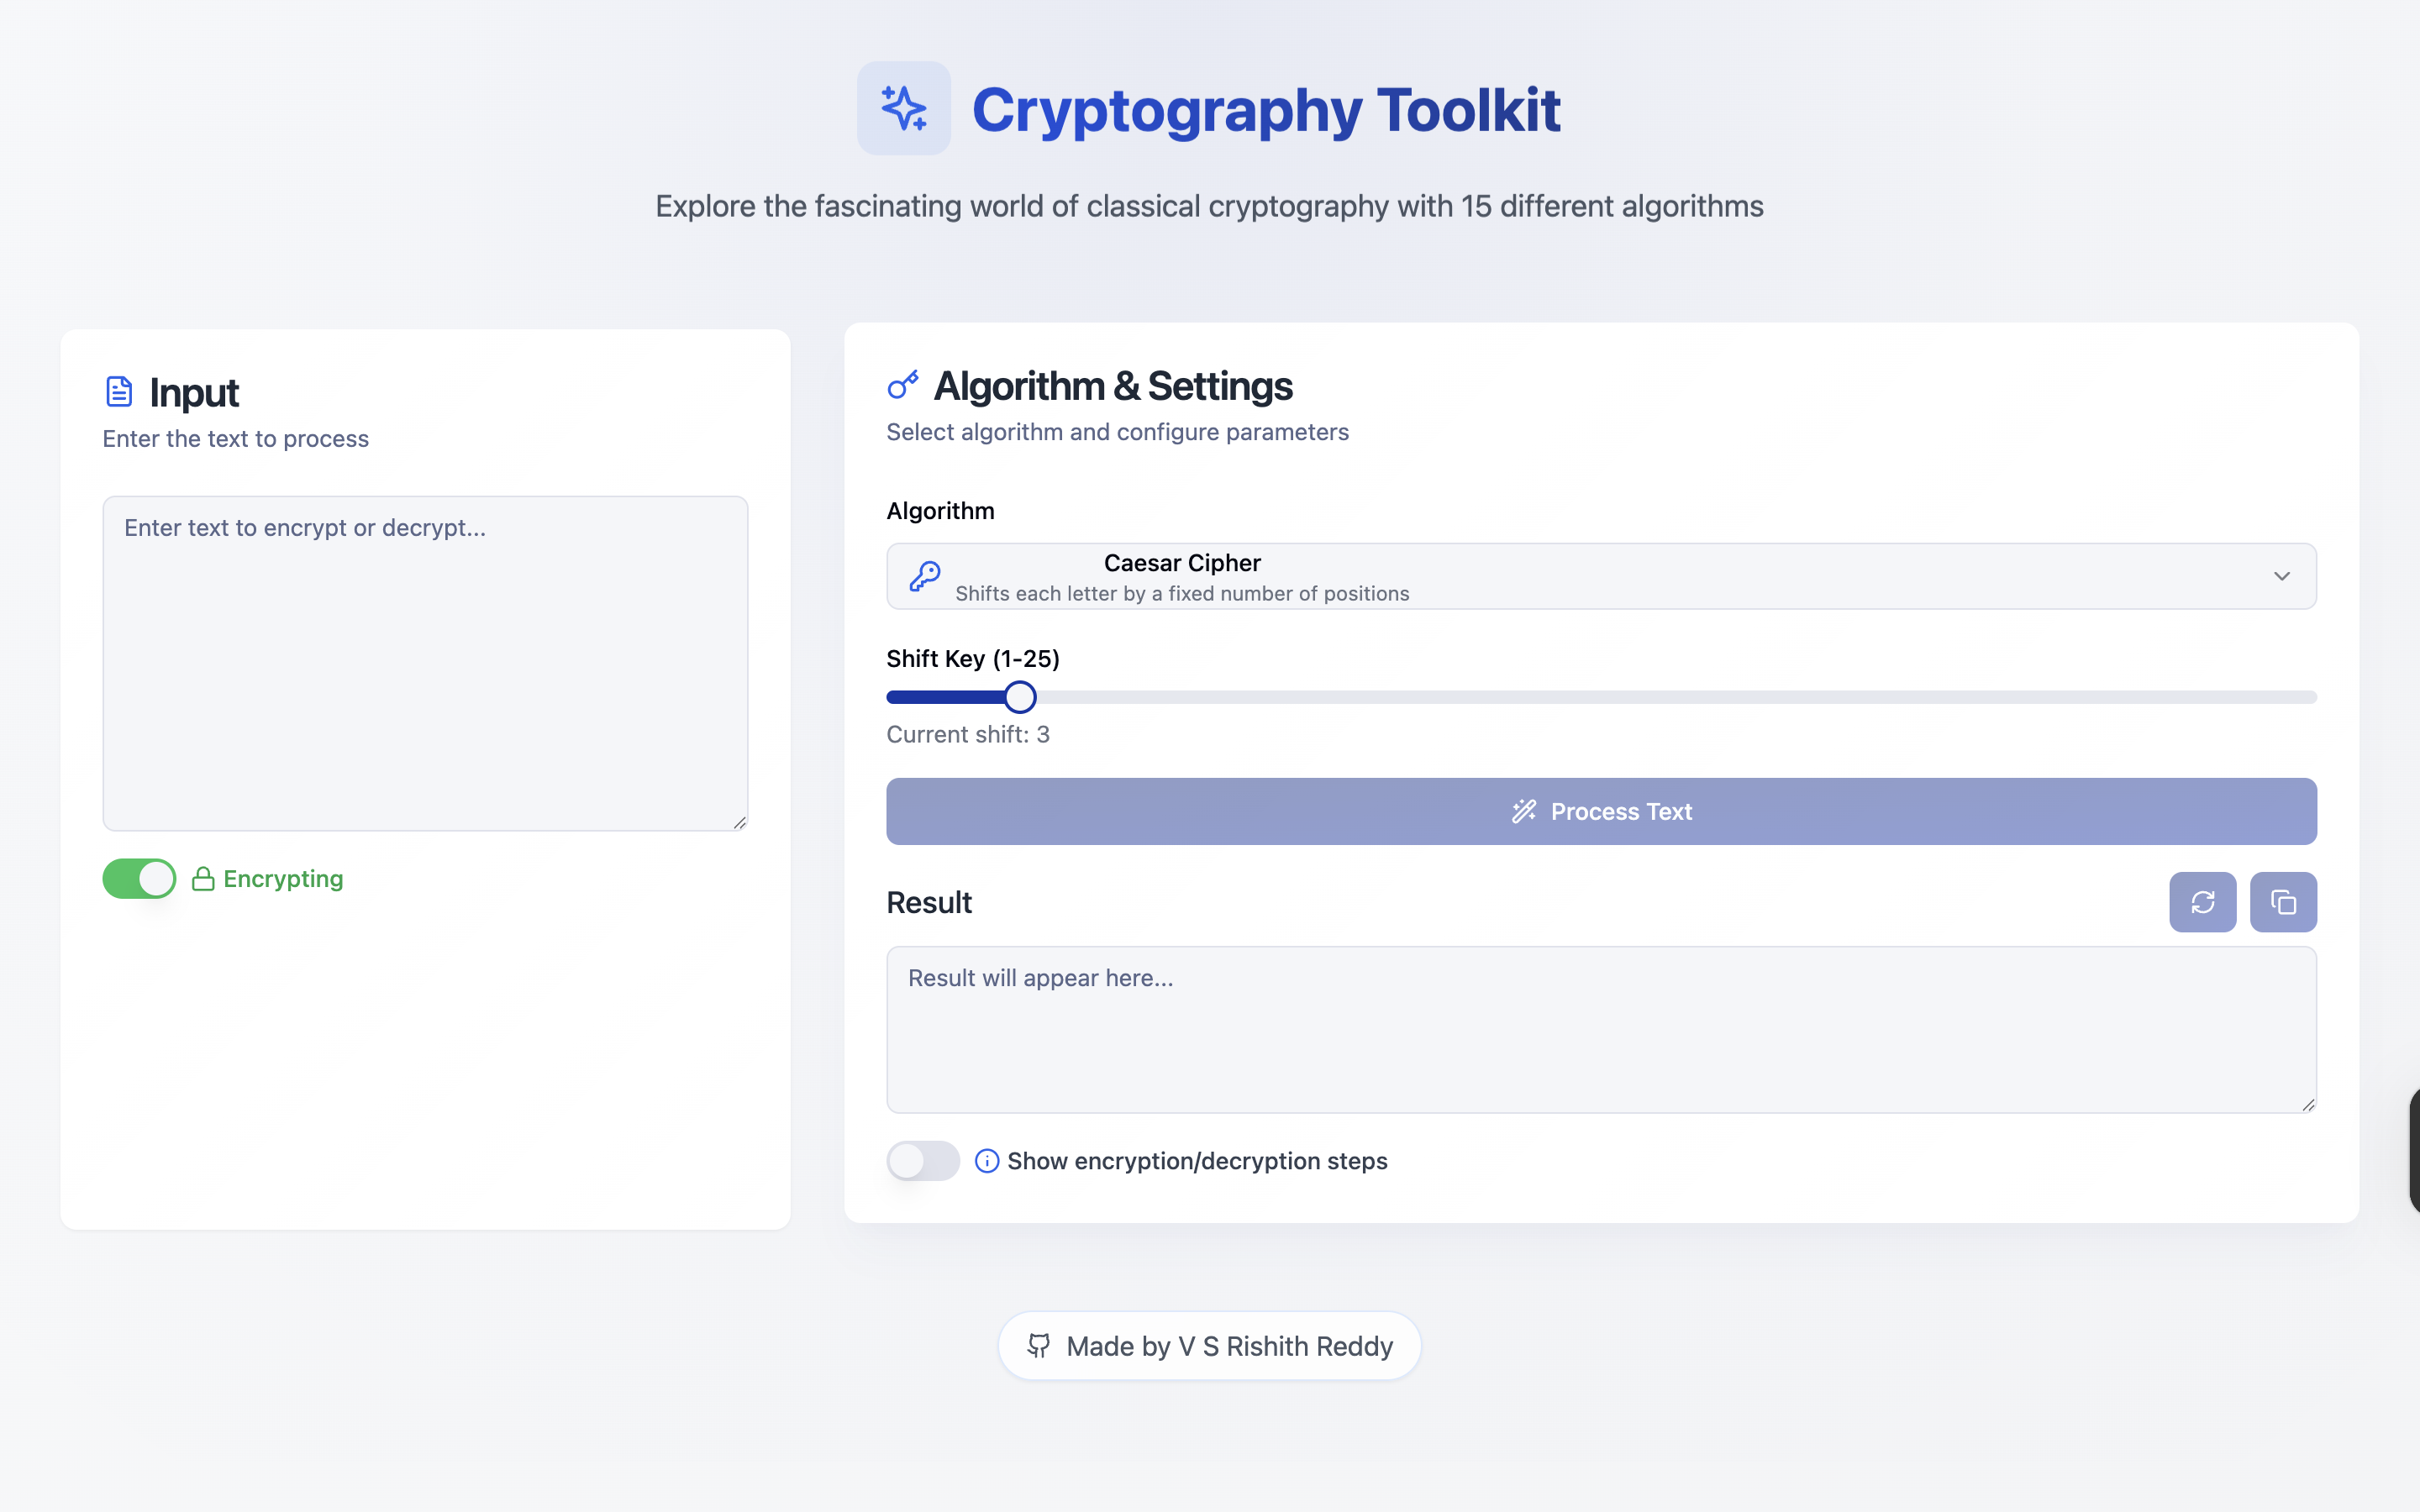 Cryptography Toolkit
Explore the fascinating world of classical cryptography with 15 different algorithms
Input
Enter the text to process
Enter text to encrypt or decrypt...
Encrypting
Algorithm & Settings
Select algorithm and configure parameters
Algorithm
Caesar Cipher
Shifts each letter by a fixed number of positions
Shift Key (1-25)
Current shift: 3
Process Text
Result
Result will appear here...
Show encryption/decryption steps
Made by V S Rishith Reddy